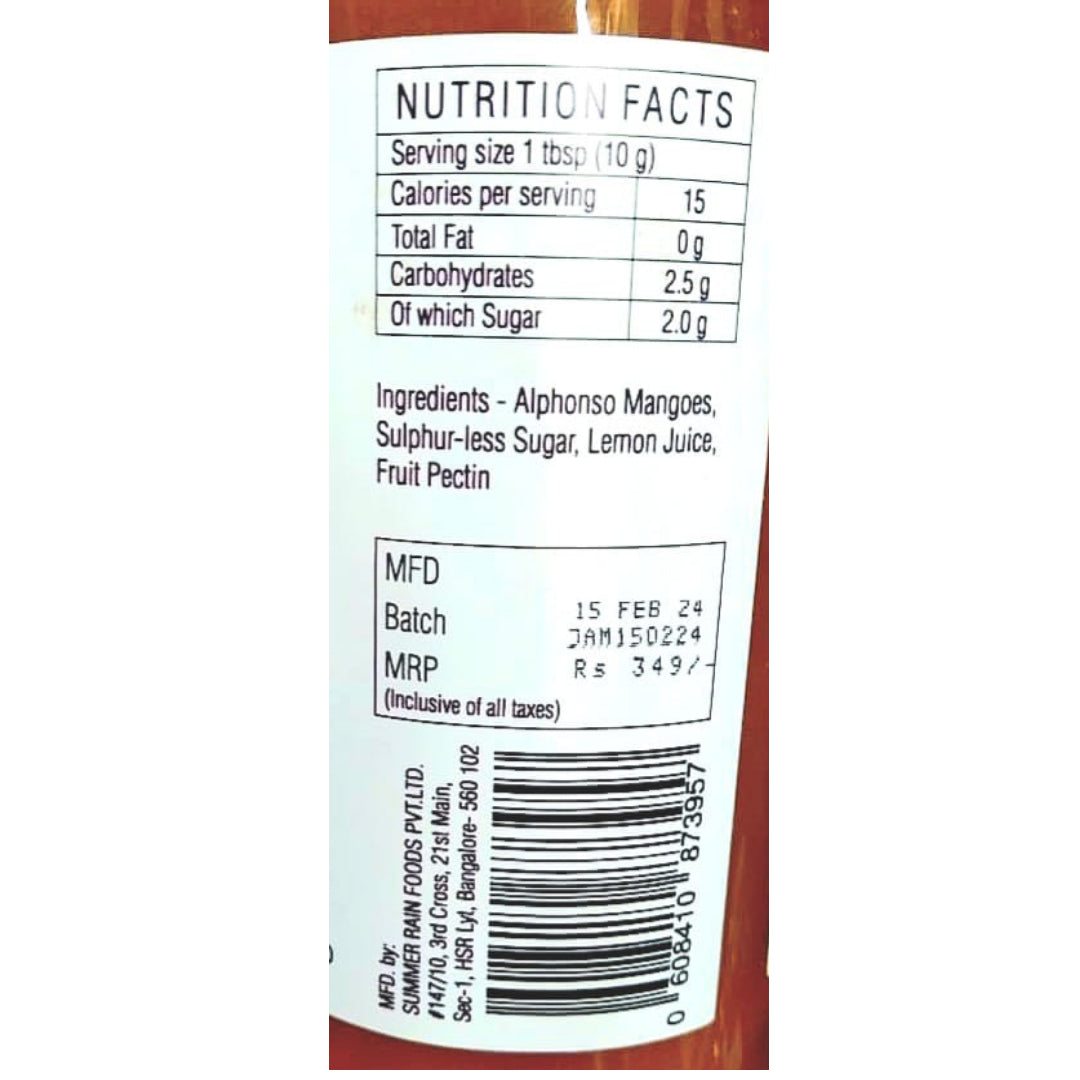 NUTRITION FACTS
Serving size 1 tbsp (10 g)
Calories per serving 15
Total Fat 0 g
Carbohydrates 2.5 g
Of which Sugar 2.0 g
Ingredients - Alphonso Mangoes,
Sulphur-less Sugar, Lemon Juice,
Fruit Pectin
MFD
15 FEB 24
Batch
JAM150224
MRP
Rs 349/-
(Inclusive of all taxes)
MFD. by:
SUMMER RAIN FOODS PVT.LTD.
#147/10, 3rd Cross, 21st Main,
Sec-1, HSR Lyt, Bangalore- 560 102
0 608410 873957